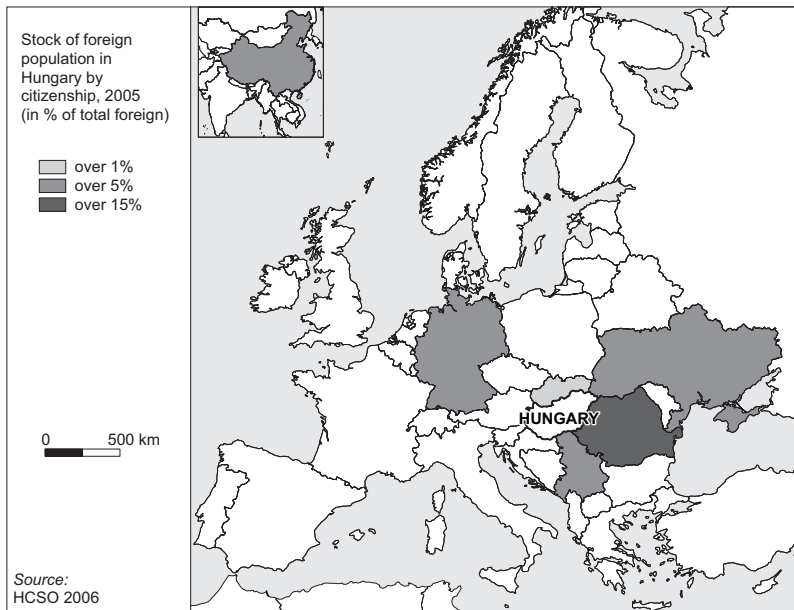 Stock of foreign
population in
Hungary by
citizenship, 2005
(in % of total foreign)
over 1%
over 5%
over 15%
HUNGARY
0 500 km
Source:
HCSO 2006